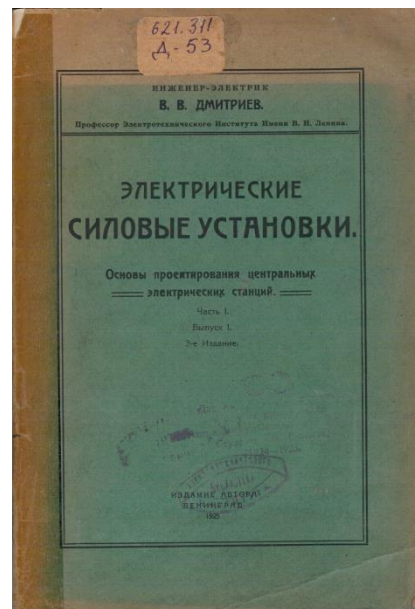 621.311
Д-53
ИНЖЕНЕР-ЭЛЕКТРИК
В. В. ДМИТРИЕВ.
Профессор Электротехнического Института Имени В. И. Ленина.
ЭЛЕКТРИЧЕСКИЕ
СИЛОВЫЕ УСТАНОВКИ.
Основы проектирования центральных
электрических станций.
Часть I.
Выпуск I.
3-е Издание.
ИЗДАНИЕ АВТОРА
ЛЕНИНГРАД
1925